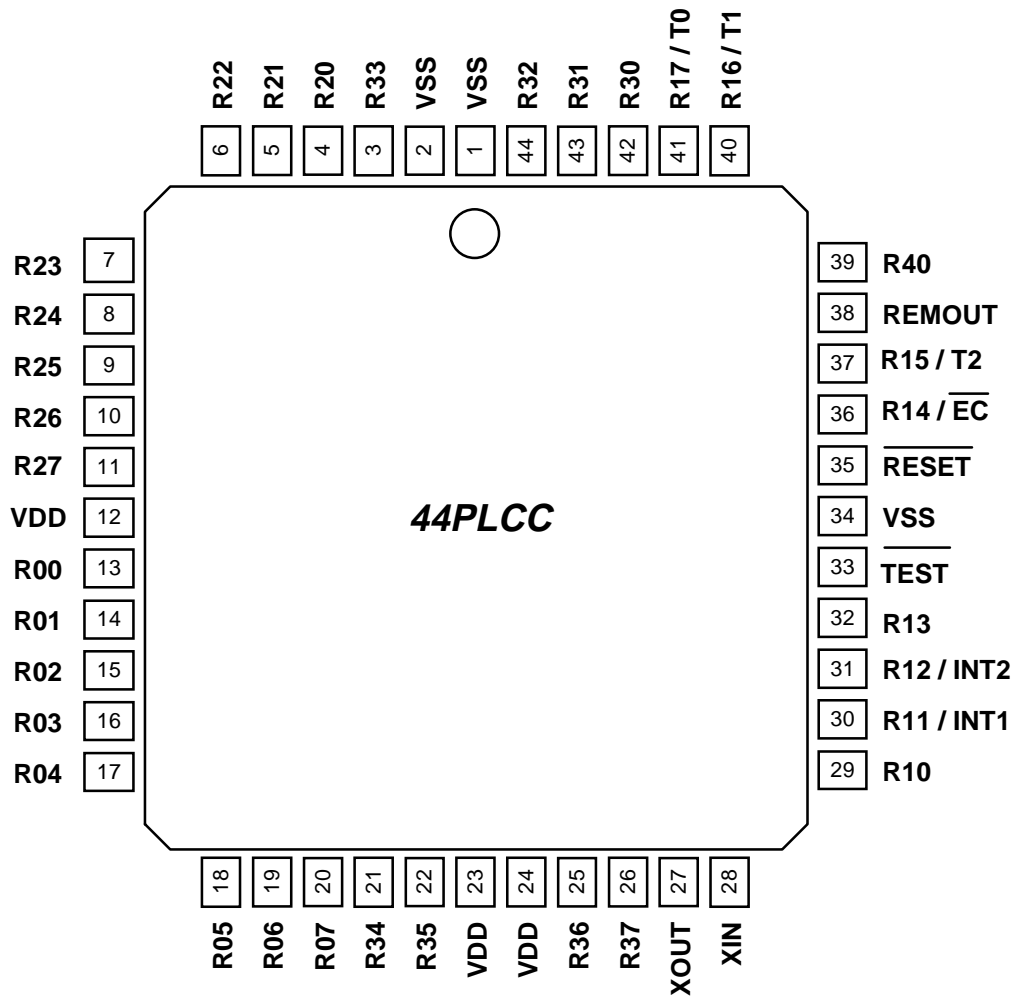 R22 R21 R20 R33 VSS VSS R32 R31 R30 R17 / T0 R16 / T1
6 5 4 3 2 1 44 43 42 41 40
R23 7
R24 8
R25 9
R26 10
R27 11
VDD 12
R00 13
R01 14
R02 15
R03 16
R04 17
44PLCC
39 R40
38 REMOUT
37 R15 / T2
36 R14 / E̅C̅
35 R̅E̅S̅E̅T̅
34 VSS
33 T̅E̅S̅T̅
32 R13
31 R12 / INT2
30 R11 / INT1
29 R10
18 19 20 21 22 23 24 25 26 27 28
R05 R06 R07 R34 R35 VDD VDD R36 R37 XOUT XIN